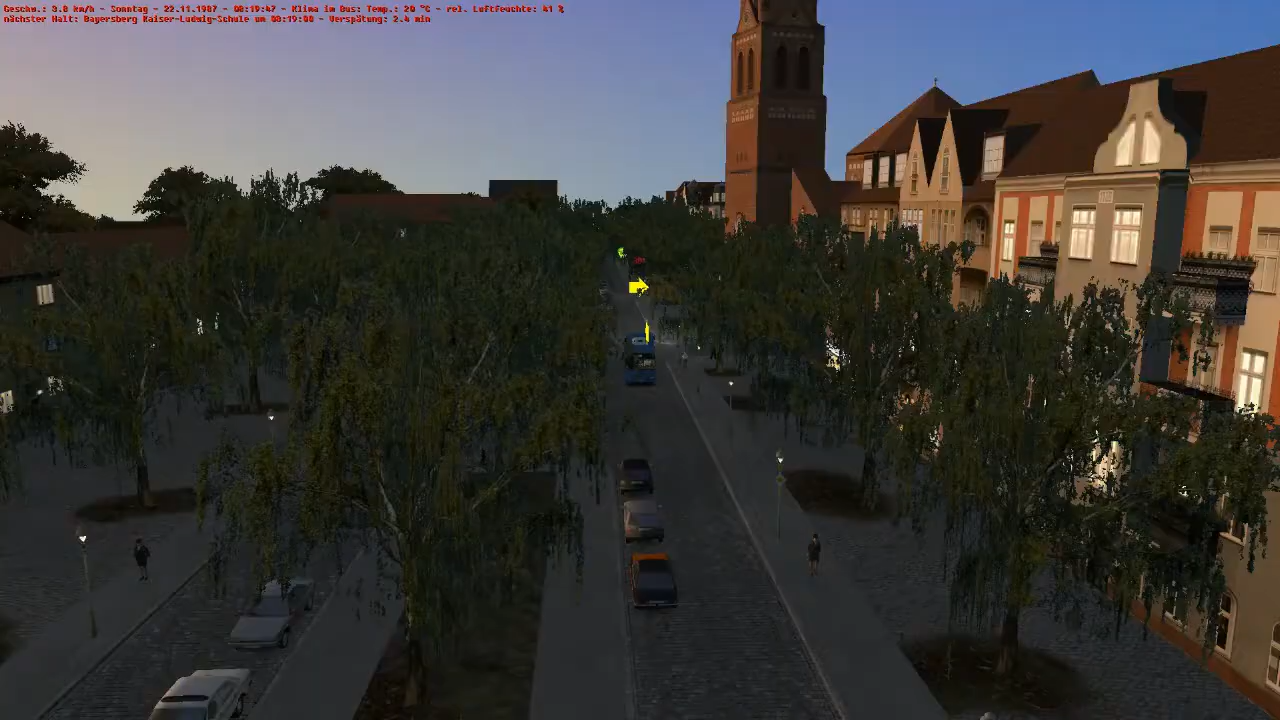 Geschw.: 0.0 km/h - Sonntag - 22.11.1987 - 08:19:47 - Klima im Bus: Temp.: 20 °C - rel. Luftfeuchte: 41 %
nächster Halt: Bayersberg Kaiser-Ludwig-Schule um 08:19:00 - Verspätung: 2.4 min